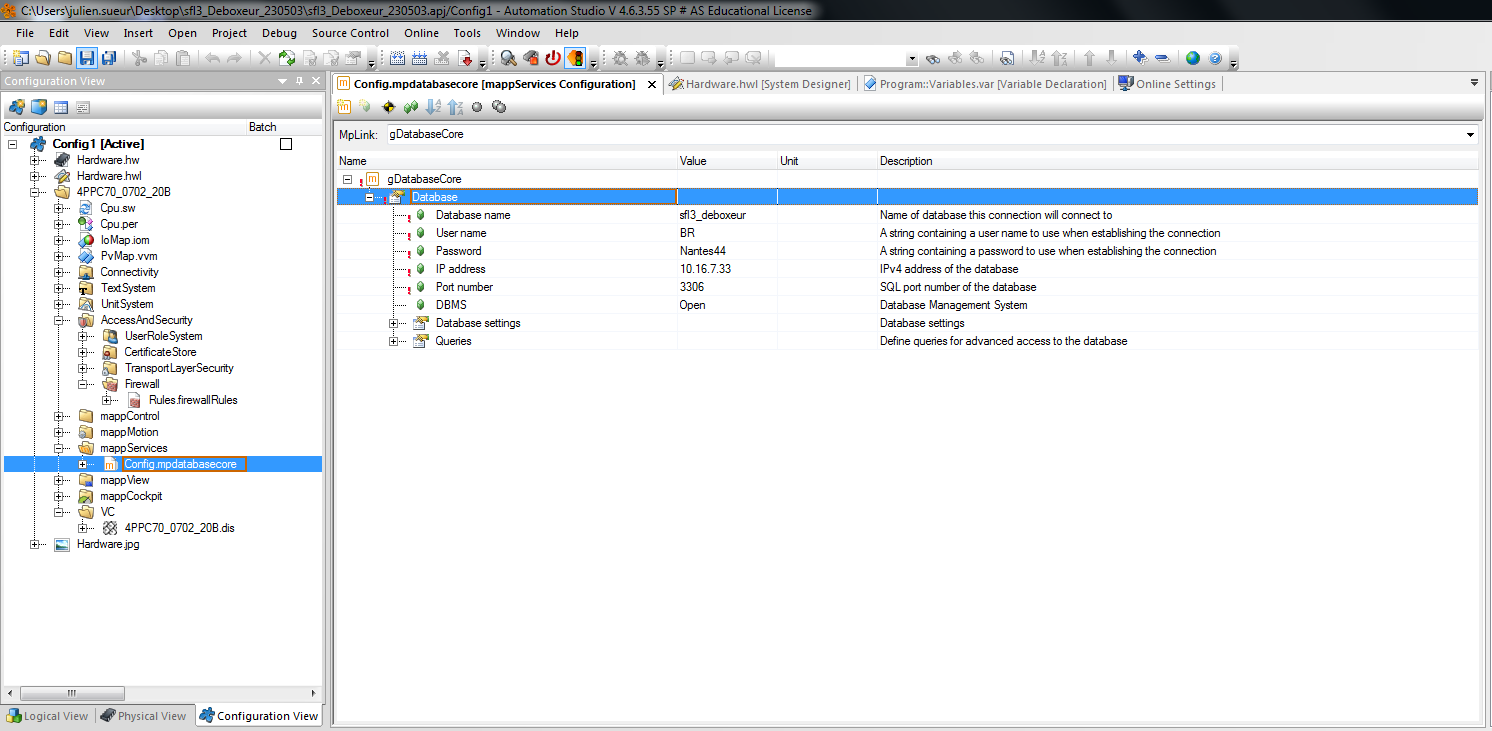 C:\Users\julien.sueur\Desktop\sfl3_Deboxeur_230503\sfl3_Deboxeur_230503.apj/Config1 - Automation Studio V 4.6.3.55 SP # AS Educational License
File Edit View Insert Open Project Debug Source Control Online Tools Window Help
Configuration View
Config.mpdatabasecore [mappServices Configuration] Hardware.hwl [System Designer] Program::Variables.var [Variable Declaration] Online Settings
Configuration Batch
Config1 [Active]
Hardware.hw
Hardware.hwl
4PPC70_0702_20B
Cpu.sw
Cpu.per
IoMap.iom
PvMap.vvm
Connectivity
TextSystem
UnitSystem
AccessAndSecurity
UserRoleSystem
CertificateStore
TransportLayerSecurity
Firewall
Rules.firewallRules
mappControl
mappMotion
mappServices
Config.mpdatabasecore
mappView
mappCockpit
VC
4PPC70_0702_20B.dis
Hardware.jpg
Logical View Physical View Configuration View
MpLink: gDatabaseCore
Name Value Unit Description
gDatabaseCore
Database
Database name sfl3_deboxeur Name of database this connection will connect to
User name BR A string containing a user name to use when establishing the connection
Password Nantes44 A string containing a password to use when establishing the connection
IP address 10.16.7.33 IPv4 address of the database
Port number 3306 SQL port number of the database
DBMS Open Database Management System
Database settings Database settings
Queries Define queries for advanced access to the database